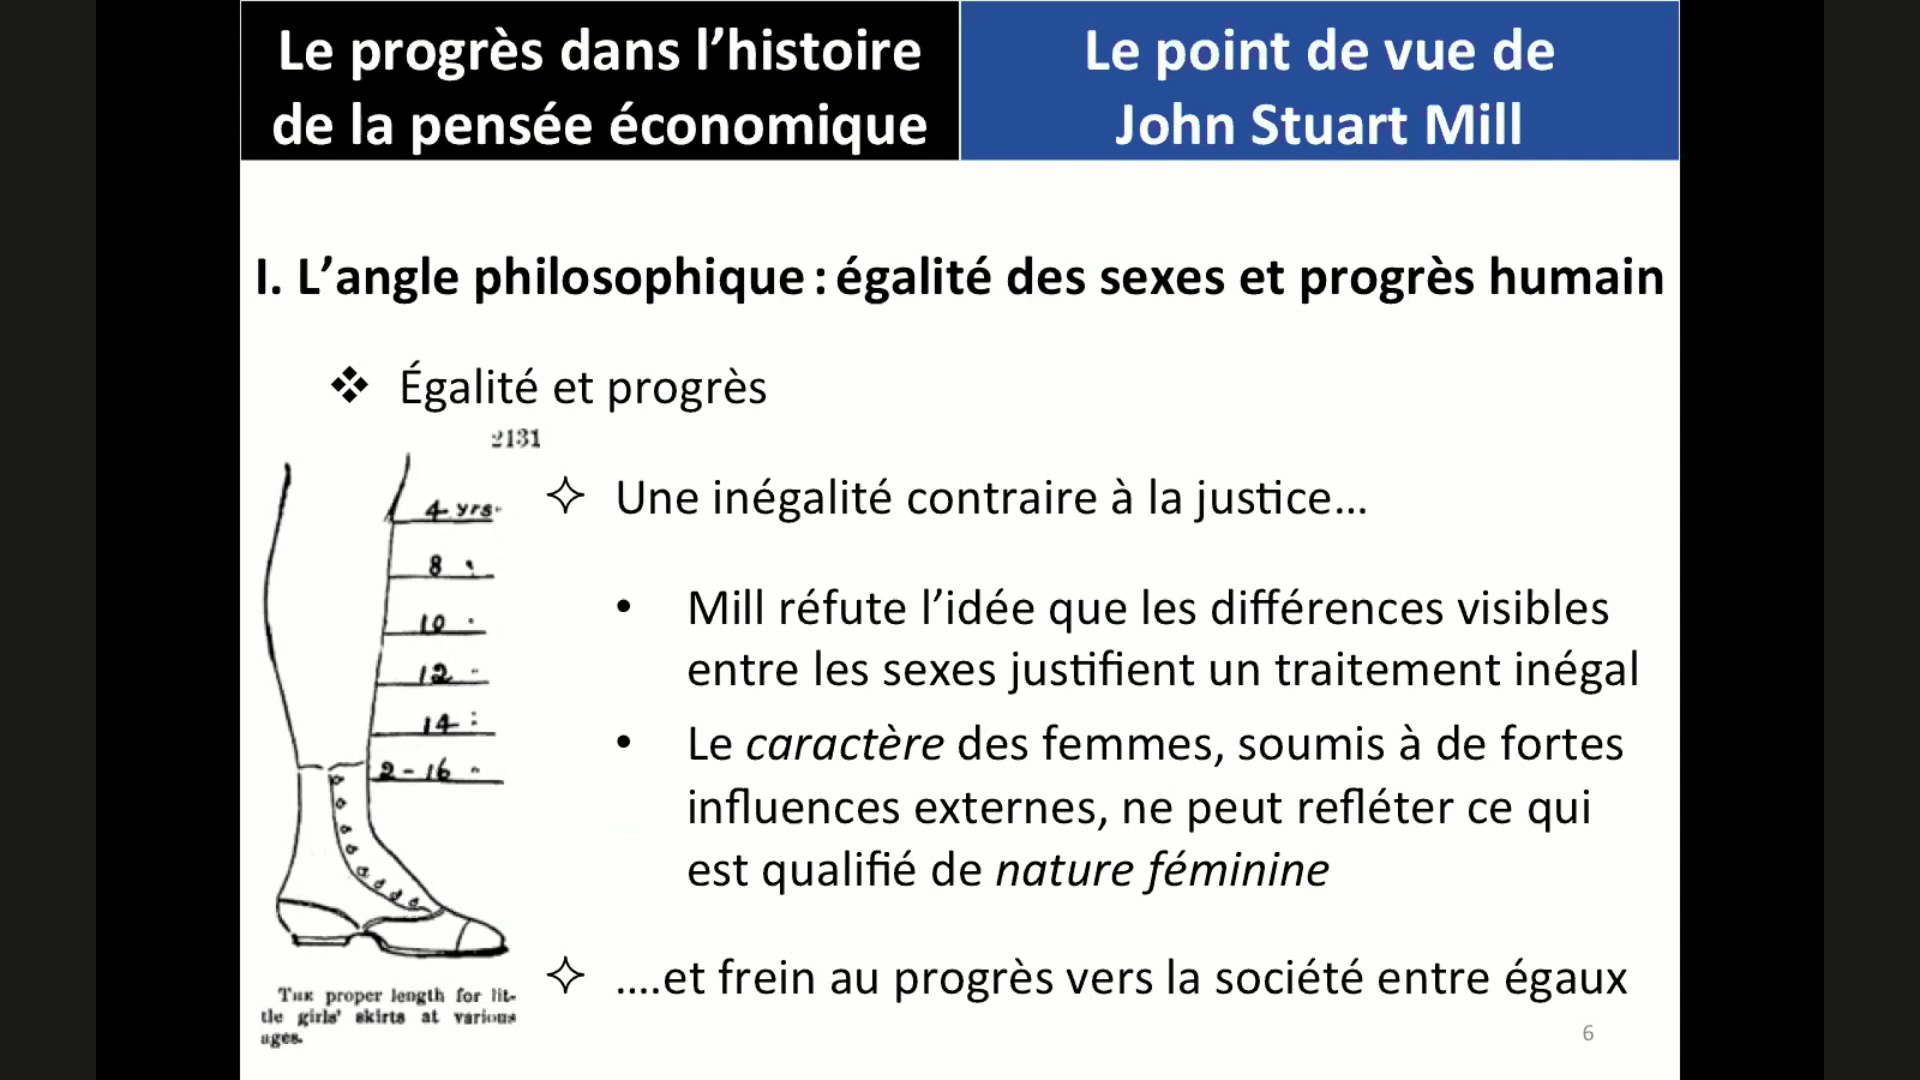 Le progrès dans l’histoire
de la pensée économique
Le point de vue de
John Stuart Mill
I. L’angle philosophique : égalité des sexes et progrès humain
❖ Égalité et progrès
2131
4 yrs.
8
10
12
14
2-16
✧ Une inégalité contraire à la justice…
• Mill réfute l’idée que les différences visibles
entre les sexes justifient un traitement inégal
• Le caractère des femmes, soumis à de fortes
influences externes, ne peut refléter ce qui
est qualifié de nature féminine
✧ ….et frein au progrès vers la société entre égaux
THE proper length for lit-
tle girls' skirts at various
ages.
6